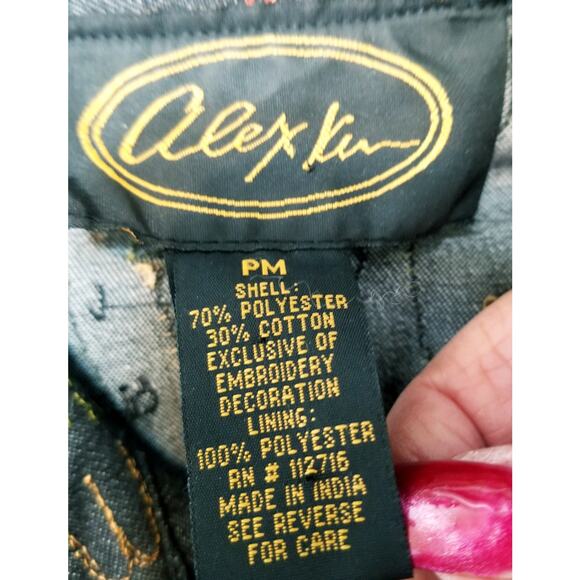 Alex Kim
PM
SHELL:
70% POLYESTER
30% COTTON
EXCLUSIVE OF
EMBROIDERY
DECORATION
LINING:
100% POLYESTER
RN # 112716
MADE IN INDIA
SEE REVERSE
FOR CARE